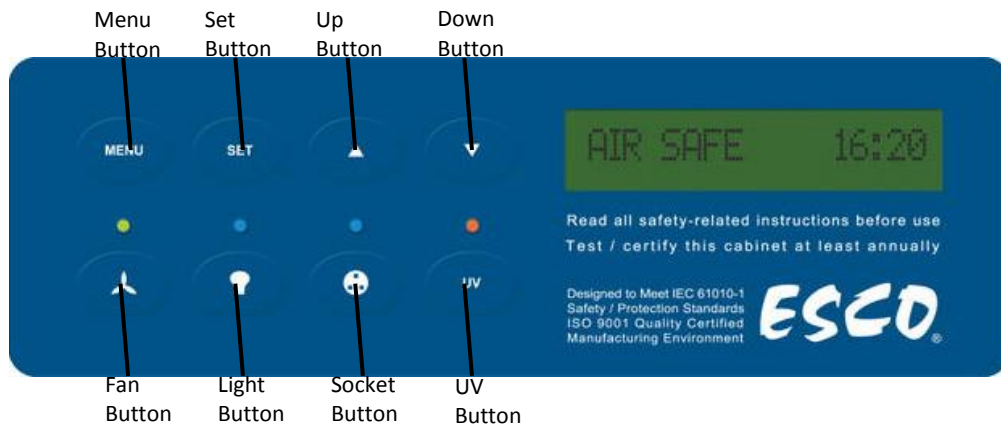 Menu Button
Set Button
Up Button
Down Button
MENU
SET
AIR SAFE 16:20
Read all safety-related instructions before use
Test / certify this cabinet at least annually
UV
Designed to Meet IEC 61010-1
Safety / Protection Standards
ISO 9001 Quality Certified
Manufacturing Environment
ESCO®
Fan Button
Light Button
Socket Button
UV Button